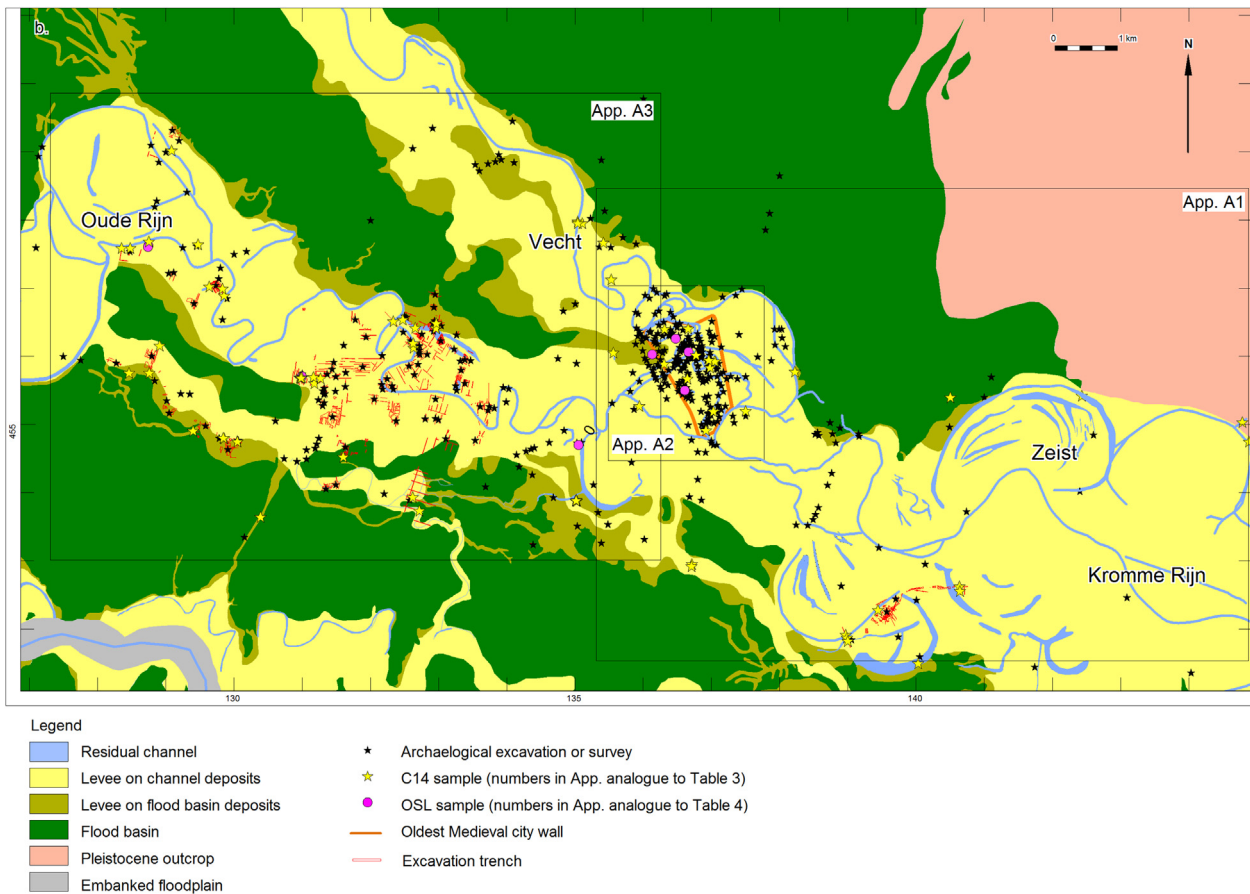 b.
0 1 km
N
App. A3
App. A1
Oude Rijn
Vecht
App. A2
Zeist
Kromme Rijn
455
0
130 135 140
Legend
Residual channel
Levee on channel deposits
Levee on flood basin deposits
Flood basin
Pleistocene outcrop
Embanked floodplain
Archaelogical excavation or survey
C14 sample (numbers in App. analogue to Table 3)
OSL sample (numbers in App. analogue to Table 4)
Oldest Medieval city wall
Excavation trench